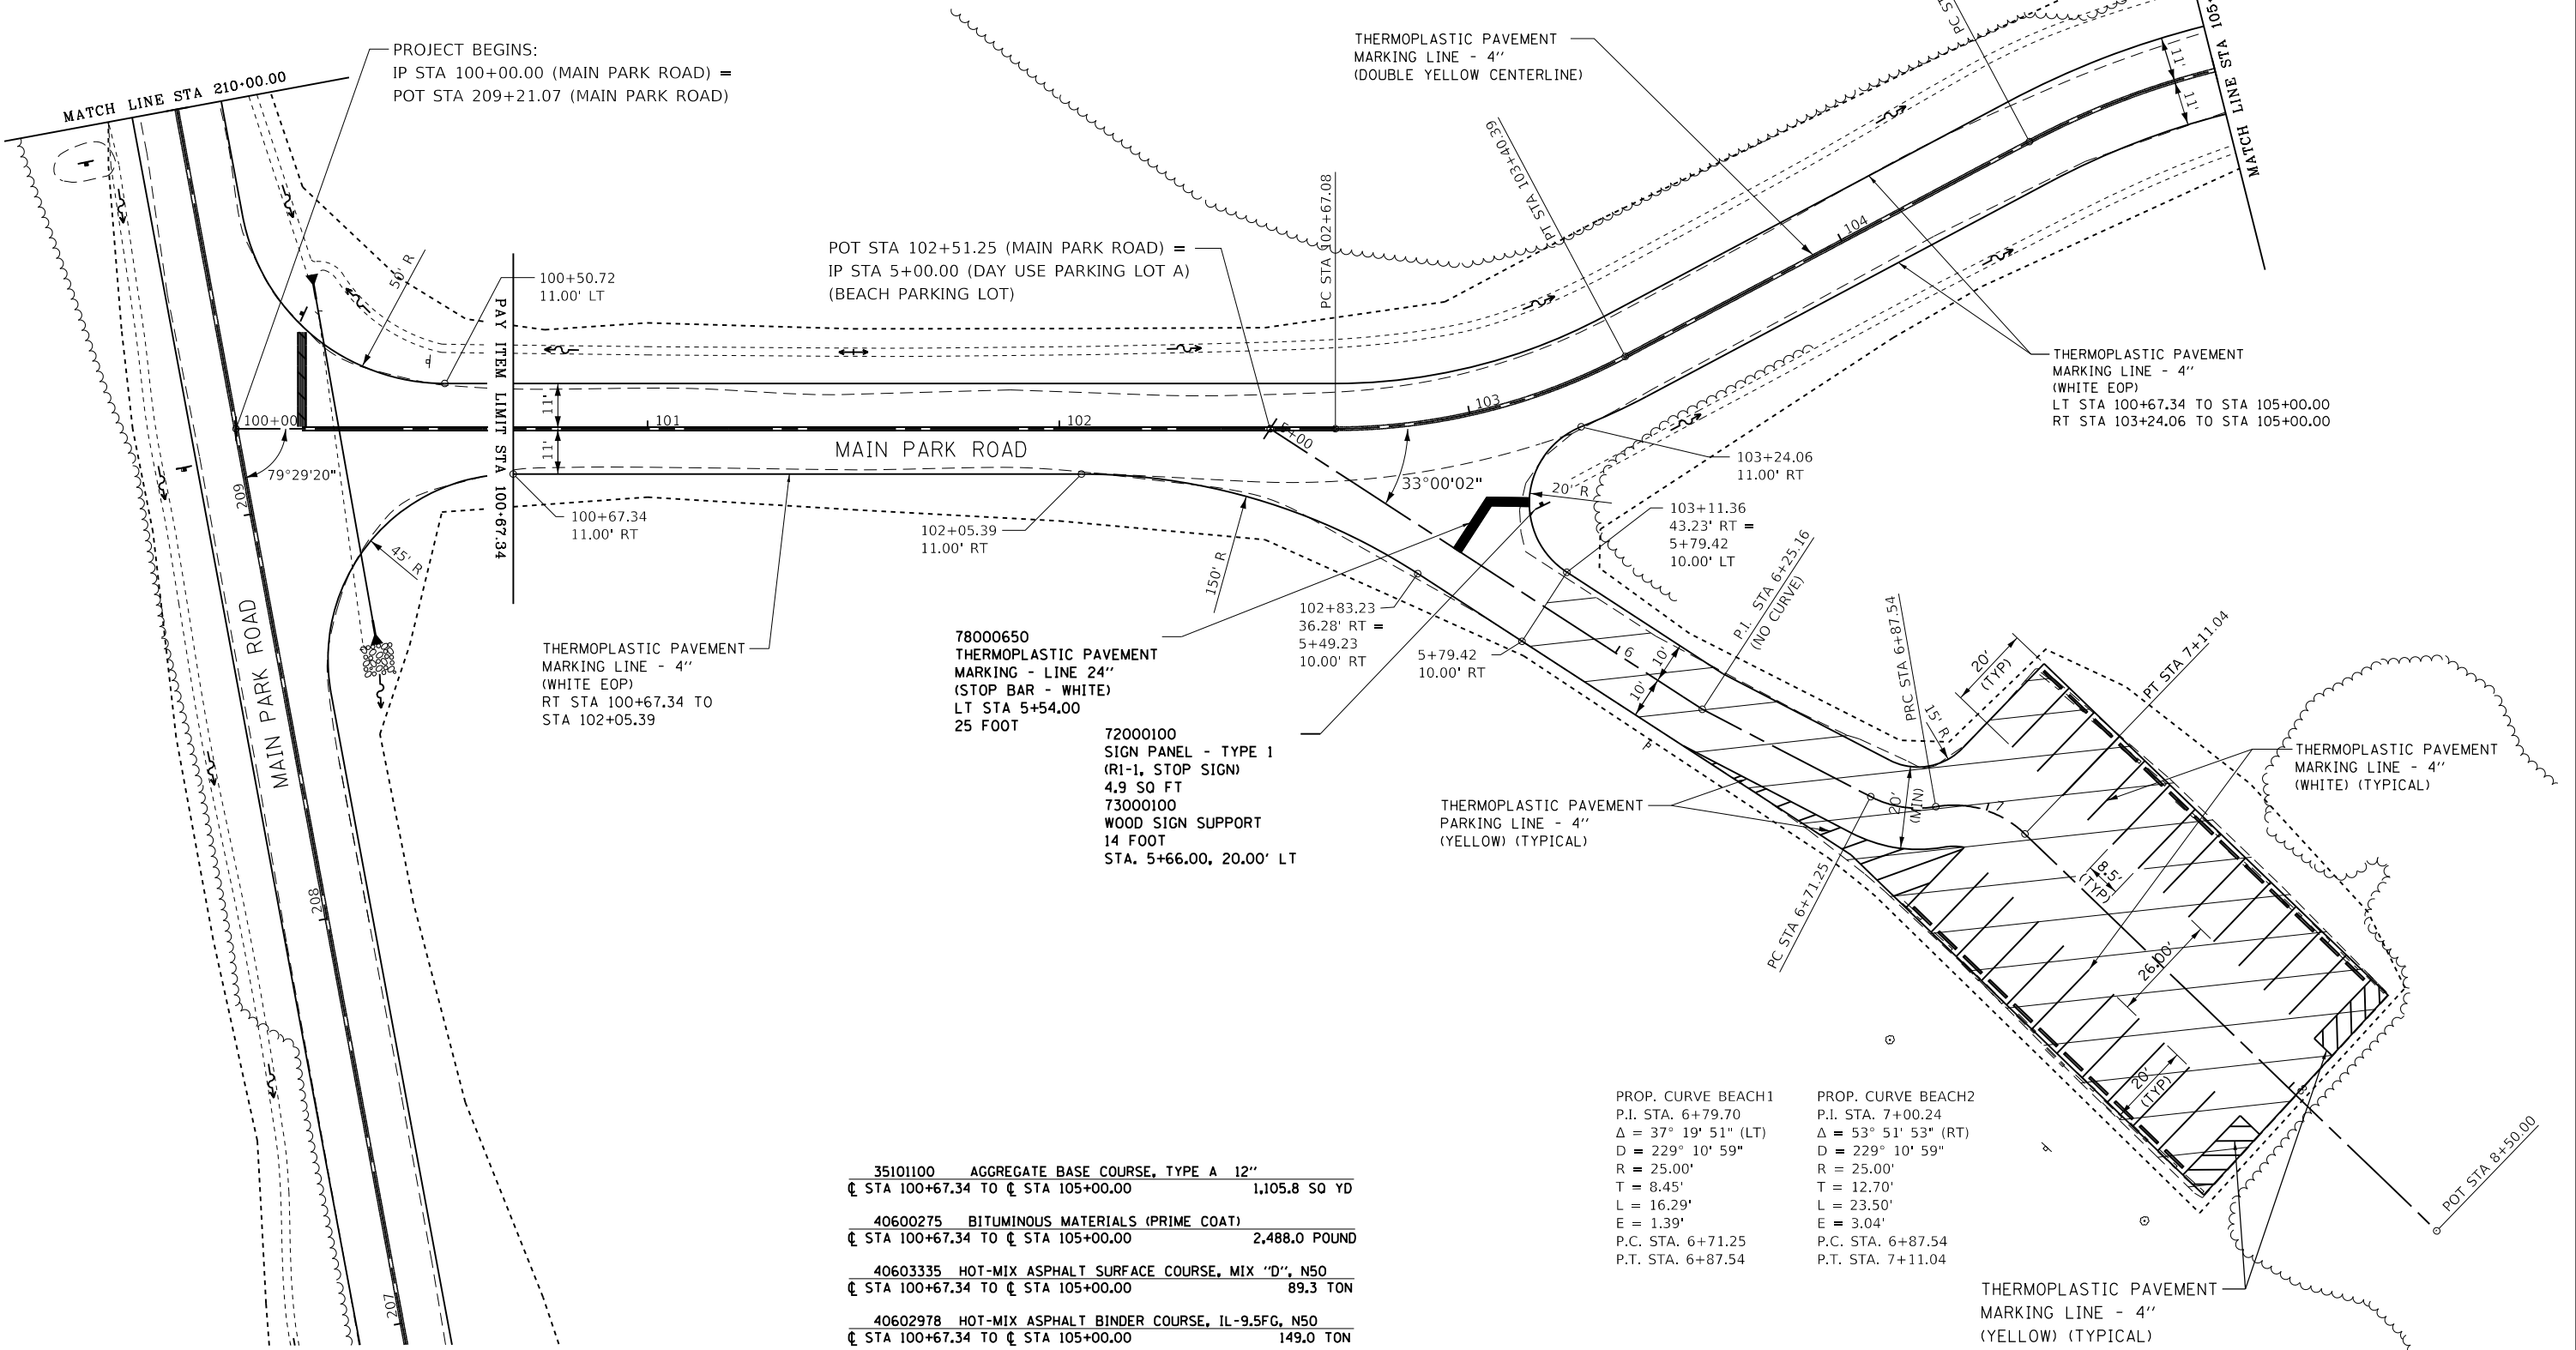 PROJECT BEGINS:
IP STA 100+00.00 (MAIN PARK ROAD) =
POT STA 209+21.07 (MAIN PARK ROAD)
MATCH LINE STA 210+00.00
THERMOPLASTIC PAVEMENT
MARKING LINE - 4''
(DOUBLE YELLOW CENTERLINE)
PC ST
MATCH LINE STA 105+
11'
11'
50' R
100+50.72
11.00' LT
PAY ITEM LIMIT STA 100+67.34
POT STA 102+51.25 (MAIN PARK ROAD) =
IP STA 5+00.00 (DAY USE PARKING LOT A)
(BEACH PARKING LOT)
PC STA 102+67.08
PT STA 103+40.39
104
THERMOPLASTIC PAVEMENT
MARKING LINE - 4''
(WHITE EOP)
LT STA 100+67.34 TO STA 105+00.00
RT STA 103+24.06 TO STA 105+00.00
100+00
11'
11'
101
102
5+00
103
MAIN PARK ROAD
79°29'20"
209
33°00'02"
103+24.06
11.00' RT
20' R
100+67.34
11.00' RT
102+05.39
11.00' RT
45' R
150' R
103+11.36
43.23' RT =
5+79.42
10.00' LT
P.I. STA 6+25.16
(NO CURVE)
102+83.23
36.28' RT =
5+49.23
10.00' RT
5+79.42
10.00' RT
6
10'
10'
PRC STA 6+87.54
15' R
20'
(TYP)
PT STA 7+11.04
MAIN PARK ROAD
THERMOPLASTIC PAVEMENT
MARKING LINE - 4''
(WHITE EOP)
RT STA 100+67.34 TO
STA 102+05.39
78000650
THERMOPLASTIC PAVEMENT
MARKING - LINE 24''
(STOP BAR - WHITE)
LT STA 5+54.00
25 FOOT
72000100
SIGN PANEL - TYPE 1
(R1-1, STOP SIGN)
4.9 SQ FT
73000100
WOOD SIGN SUPPORT
14 FOOT
STA. 5+66.00, 20.00' LT
THERMOPLASTIC PAVEMENT
PARKING LINE - 4''
(YELLOW) (TYPICAL)
20'
(MIN)
7
THERMOPLASTIC PAVEMENT
MARKING LINE - 4''
(WHITE) (TYPICAL)
8.5'
(TYP)
PC STA 6+71.25
26.00'
20'
(TYP)
8
208
207
POT STA 8+50.00
PROP. CURVE BEACH1
P.I. STA. 6+79.70
Δ = 37° 19' 51" (LT)
D = 229° 10' 59"
R = 25.00'
T = 8.45'
L = 16.29'
E = 1.39'
P.C. STA. 6+71.25
P.T. STA. 6+87.54
PROP. CURVE BEACH2
P.I. STA. 7+00.24
Δ = 53° 51' 53" (RT)
D = 229° 10' 59"
R = 25.00'
T = 12.70'
L = 23.50'
E = 3.04'
P.C. STA. 6+87.54
P.T. STA. 7+11.04
35101100 AGGREGATE BASE COURSE, TYPE A 12''
℄ STA 100+67.34 TO ℄ STA 105+00.00 1,105.8 SQ YD
40600275 BITUMINOUS MATERIALS (PRIME COAT)
℄ STA 100+67.34 TO ℄ STA 105+00.00 2,488.0 POUND
40603335 HOT-MIX ASPHALT SURFACE COURSE, MIX "D", N50
℄ STA 100+67.34 TO ℄ STA 105+00.00 89.3 TON
40602978 HOT-MIX ASPHALT BINDER COURSE, IL-9.5FG, N50
℄ STA 100+67.34 TO ℄ STA 105+00.00 149.0 TON
THERMOPLASTIC PAVEMENT
MARKING LINE - 4''
(YELLOW) (TYPICAL)